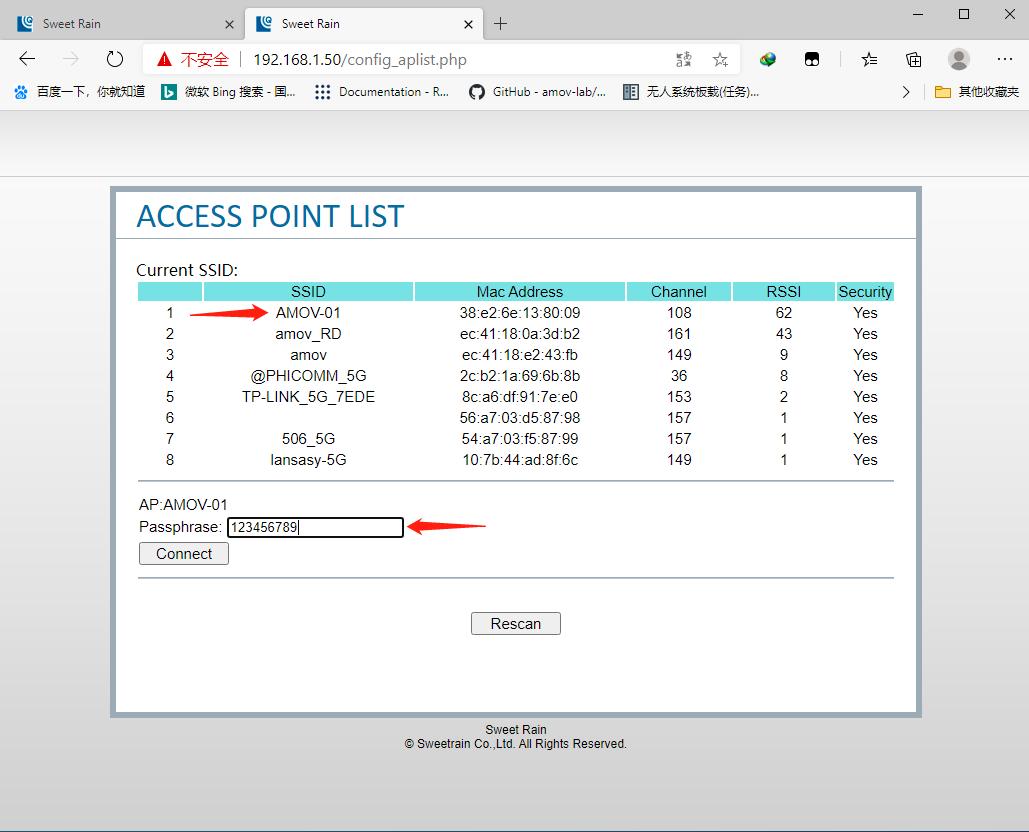 Sweet Rain
Sweet Rain
不安全 192.168.1.50/config_aplist.php
百度一下，你就知道 微软 Bing 搜索 - 国... Documentation - R... GitHub - amov-lab/... 无人系统板载(任务)... 其他收藏夹
ACCESS POINT LIST
Current SSID:
SSID Mac Address Channel RSSI Security
1 AMOV-01 38:e2:6e:13:80:09 108 62 Yes
2 amov_RD ec:41:18:0a:3d:b2 161 43 Yes
3 amov ec:41:18:e2:43:fb 149 9 Yes
4 @PHICOMM_5G 2c:b2:1a:69:6b:8b 36 8 Yes
5 TP-LINK_5G_7EDE 8c:a6:df:91:7e:e0 153 2 Yes
6 56:a7:03:d5:87:98 157 1 Yes
7 506_5G 54:a7:03:f5:87:99 157 1 Yes
8 lansasy-5G 10:7b:44:ad:8f:6c 149 1 Yes
AP:AMOV-01
Passphrase: 123456789
Connect
Rescan
Sweet Rain
© Sweetrain Co.,Ltd. All Rights Reserved.